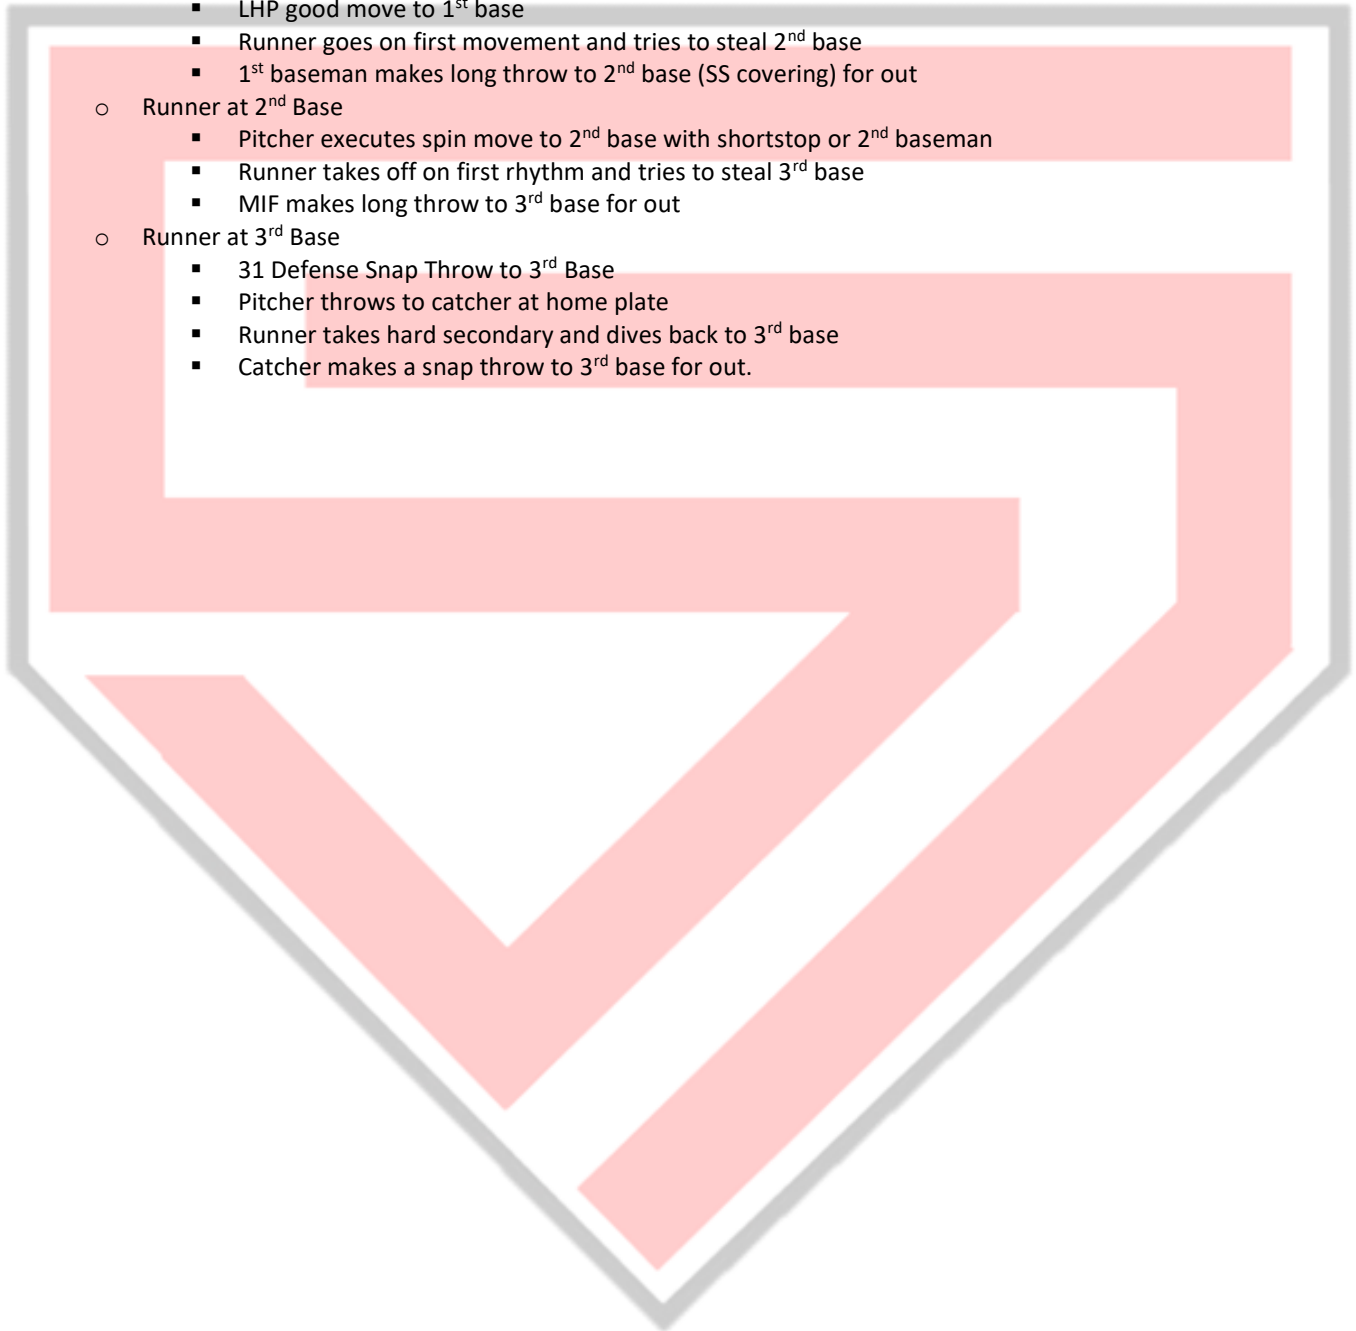 ▪ LHP good move to 1st base
▪ Runner goes on first movement and tries to steal 2nd base
▪ 1st baseman makes long throw to 2nd base (SS covering) for out
o Runner at 2nd Base
▪ Pitcher executes spin move to 2nd base with shortstop or 2nd baseman
▪ Runner takes off on first rhythm and tries to steal 3rd base
▪ MIF makes long throw to 3rd base for out
o Runner at 3rd Base
▪ 31 Defense Snap Throw to 3rd Base
▪ Pitcher throws to catcher at home plate
▪ Runner takes hard secondary and dives back to 3rd base
▪ Catcher makes a snap throw to 3rd base for out.